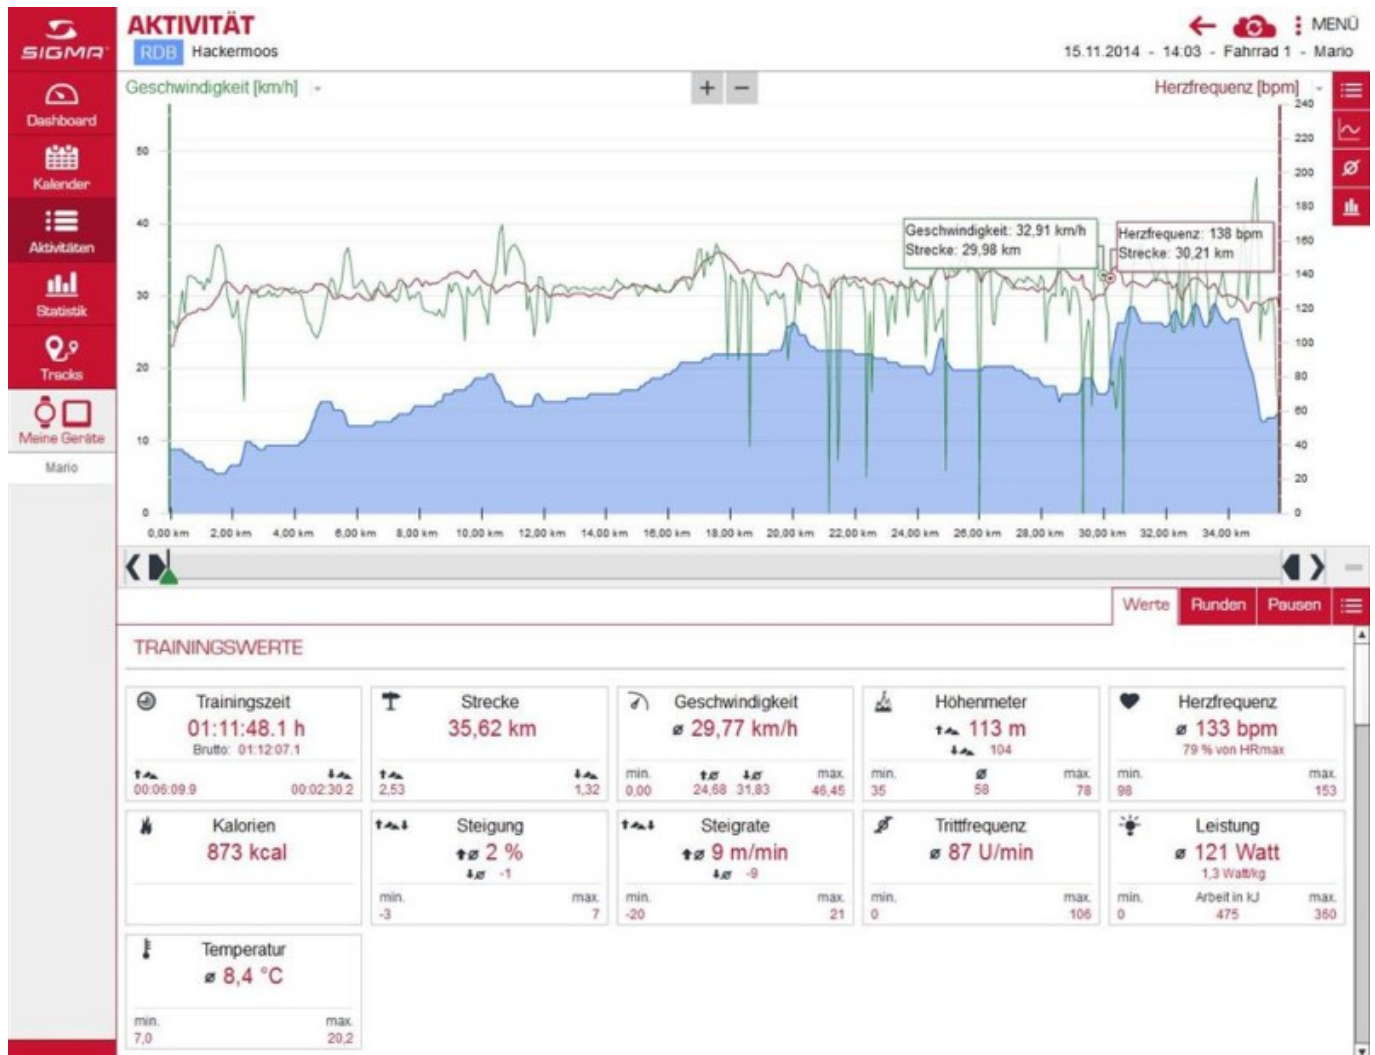 SIGMA
AKTIVITÄT
RDB Hackermoos
MENÜ
15.11.2014 - 14:03 - Fahrrad 1 - Mario
Dashboard
Kalender
Aktivitäten
Statistik
Tracks
Meine Geräte
Mario
Geschwindigkeit [km/h]
+ −
Herzfrequenz [bpm]
50
40
30
20
10
0
240
220
200
180
160
140
120
100
80
60
40
20
0
Geschwindigkeit: 32,91 km/h
Strecke: 29,98 km
Herzfrequenz: 138 bpm
Strecke: 30,21 km
0,00 km 2,00 km 4,00 km 6,00 km 8,00 km 10,00 km 12,00 km 14,00 km 16,00 km 18,00 km 20,00 km 22,00 km 24,00 km 26,00 km 28,00 km 30,00 km 32,00 km 34,00 km
Werte Runden Pausen
TRAININGSWERTE
Trainingszeit
01:11:48.1 h
Brutto: 01:12:07.1
00:06:09.9 00:02:30.2
Strecke
35,62 km
2,53 1,32
Geschwindigkeit
ø 29,77 km/h
min. ø ø max.
0,00 24,68 31,83 46,45
Höhenmeter
113 m
104
min. ø max.
35 58 78
Herzfrequenz
ø 133 bpm
79 % von HRmax
min. max.
98 153
Kalorien
873 kcal
Steigung
ø 2 %
ø -1
min. max.
-3 7
Steigrate
ø 9 m/min
ø -9
min. max.
-20 21
Trittfrequenz
ø 87 U/min
min. max.
0 106
Leistung
ø 121 Watt
1,3 Watt/kg
min. Arbeit in kJ max.
0 475 360
Temperatur
ø 8,4 °C
min. max.
7,0 20,2